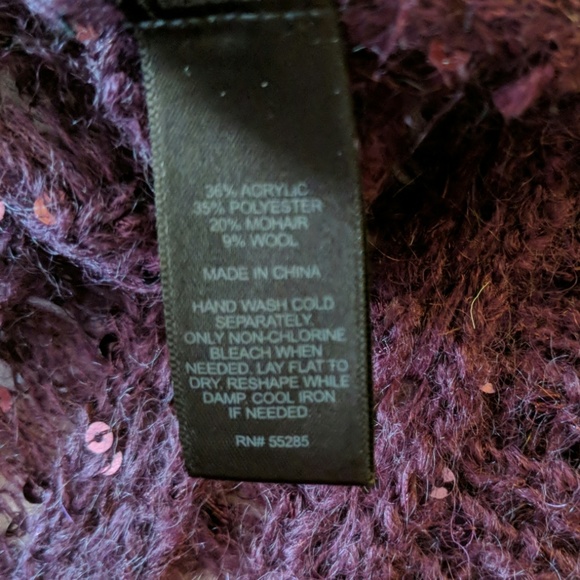 36% ACRYLIC
35% POLYESTER
20% MOHAIR
9% WOOL
MADE IN CHINA
HAND WASH COLD
SEPARATELY.
ONLY NON-CHLORINE
BLEACH WHEN
NEEDED. LAY FLAT TO
DRY. RESHAPE WHILE
DAMP. COOL IRON
IF NEEDED
RN# 55285